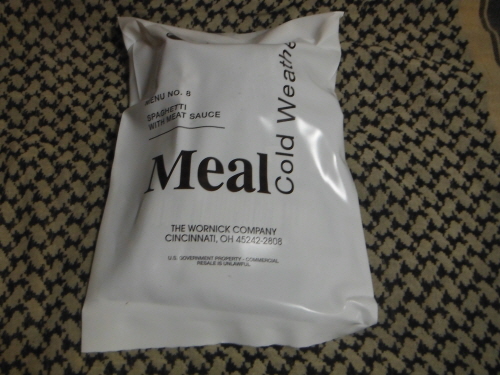 MENU NO. 8
SPAGHETTI
WITH MEAT SAUCE
Meal
Cold Weathe
THE WORNICK COMPANY
CINCINNATI, OH 45242-2808
U.S. GOVERNMENT PROPERTY - COMMERCIAL
RESALE IS UNLAWFUL